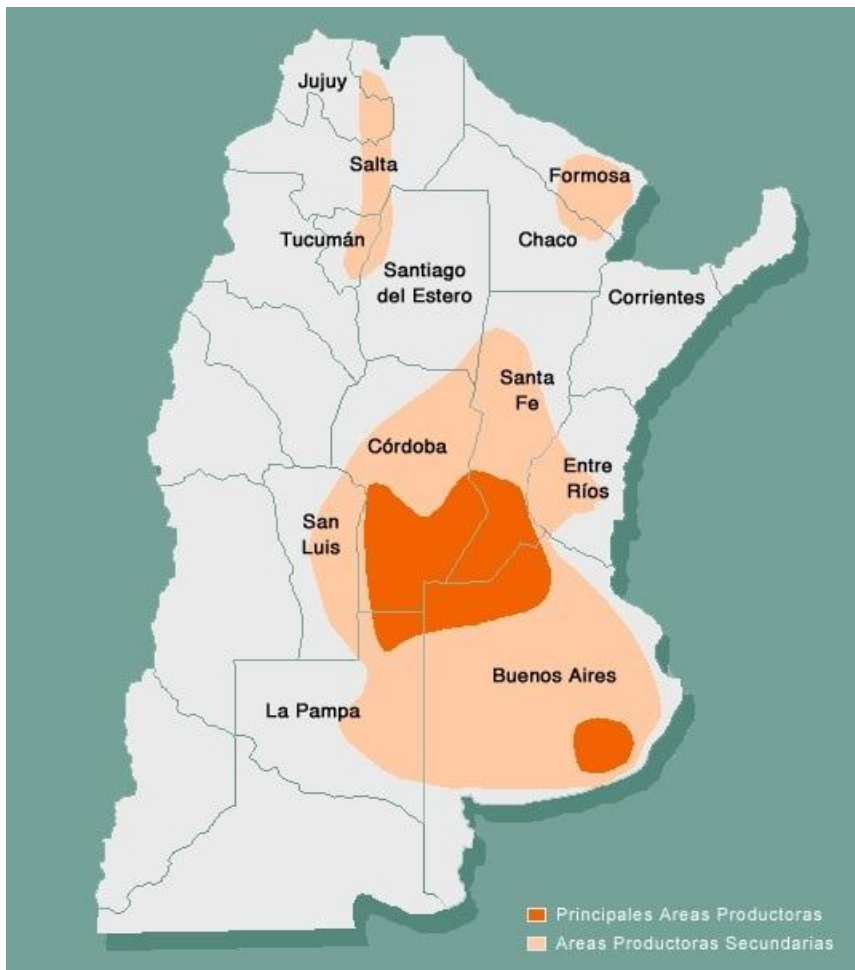 Jujuy
Salta
Formosa
Tucumán
Chaco
Santiago
del Estero
Corrientes
Santa
Fe
Córdoba
Entre
Ríos
San
Luis
Buenos Aires
La Pampa
Principales Areas Productoras
Areas Productoras Secundarias